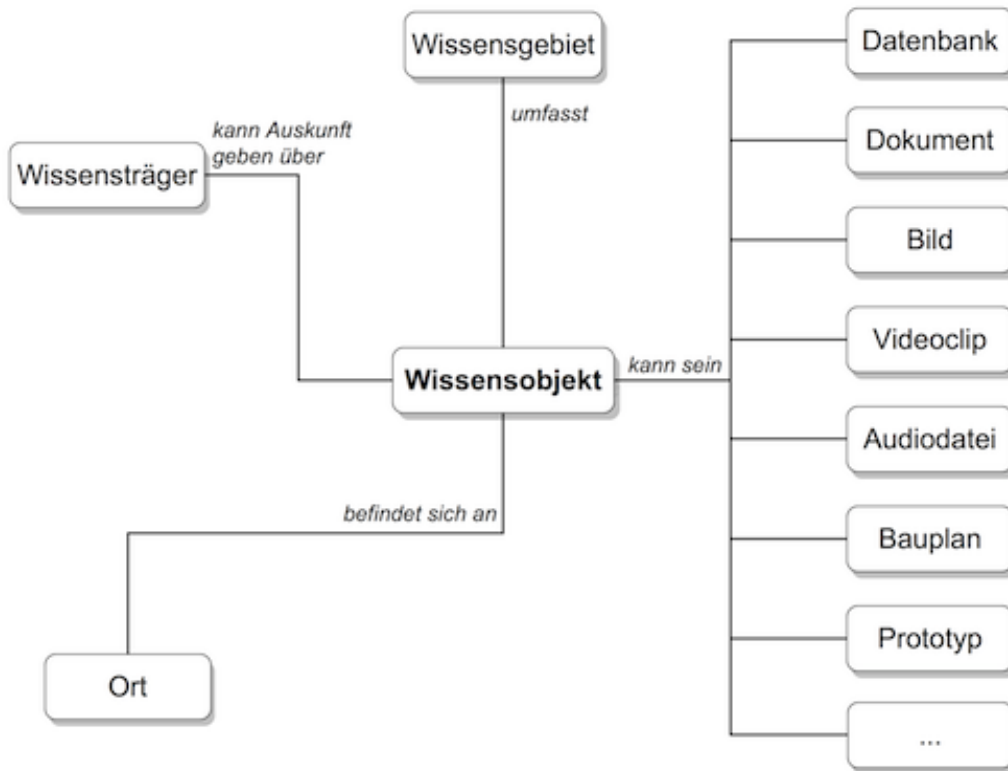 Wissensgebiet
Datenbank
umfasst
kann Auskunft
geben über
Dokument
Wissensträger
Bild
Videoclip
Wissensobjekt
kann sein
Audiodatei
befindet sich an
Bauplan
Prototyp
Ort
...